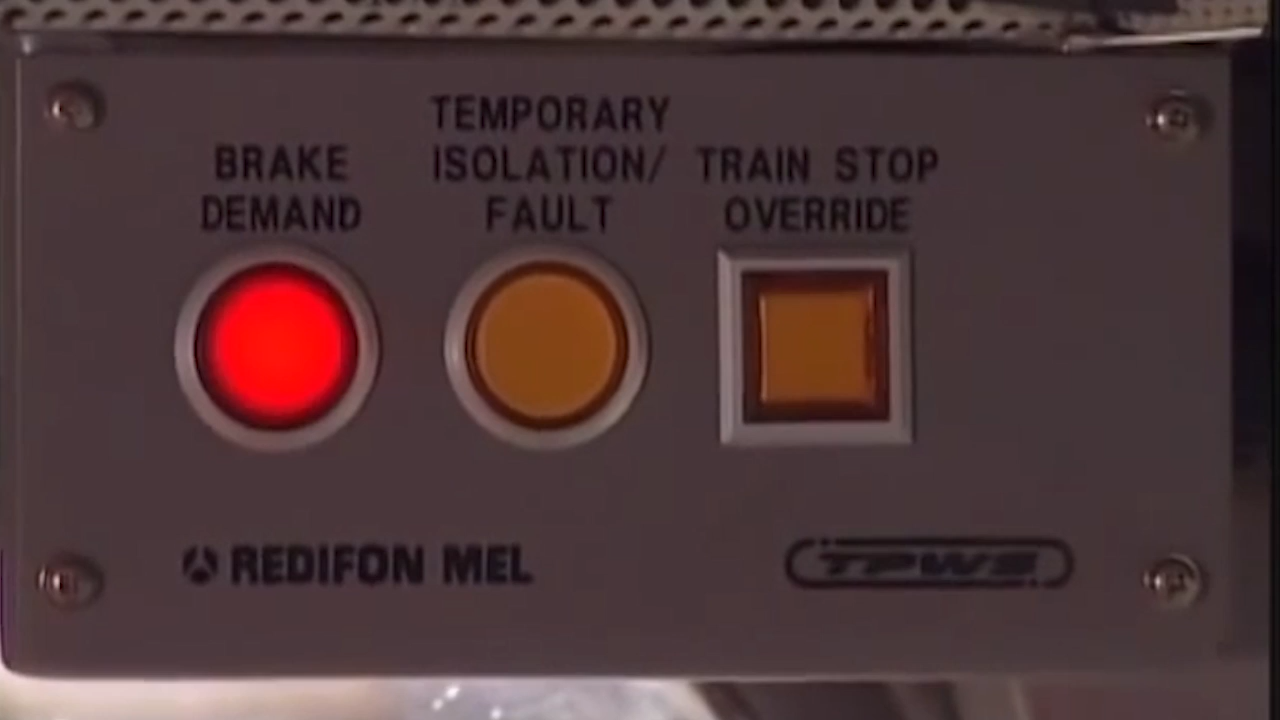 BRAKE
DEMAND
TEMPORARY
ISOLATION/
FAULT
TRAIN STOP
OVERRIDE
REDIFON MEL
TPWS